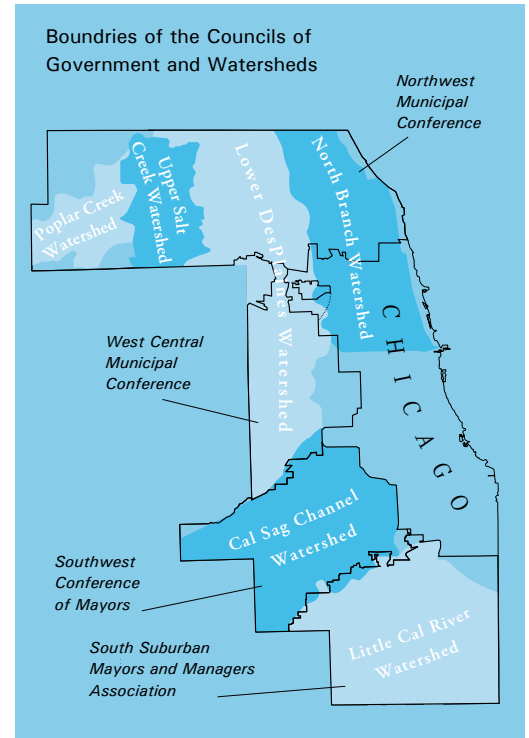 Boundries of the Councils of
Government and Watersheds
Northwest
Municipal
Conference
Poplar Creek
Watershed
Upper Salt
Creek Watershed
Lower DesPlaines Watershed
North Branch Watershed
CHICAGO
West Central
Municipal
Conference
Cal Sag Channel
Watershed
Southwest
Conference
of Mayors
Little Cal River
Watershed
South Suburban
Mayors and Managers
Association